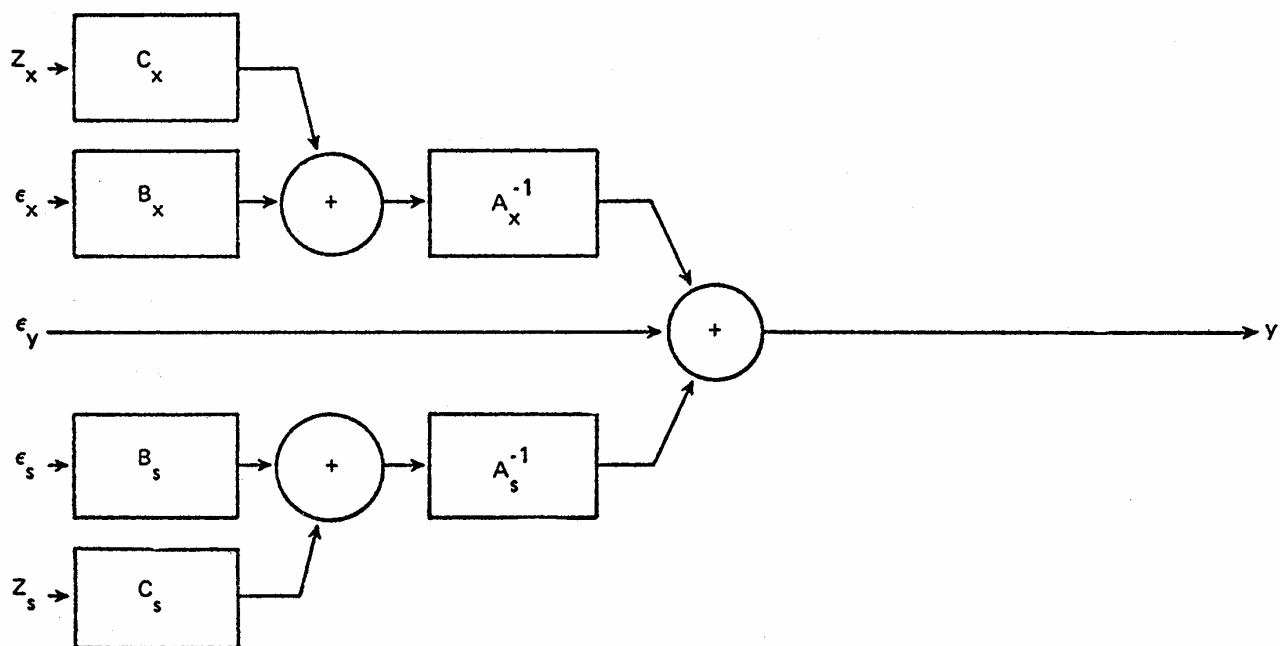 Z_x C_x
ϵ_x B_x + A_x^-1
ϵ_y + y
ϵ_s B_s + A_s^-1
Z_s C_s